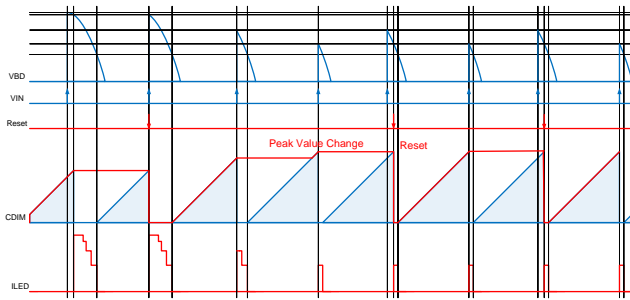 VBD
VIN
Reset
Peak Value Change
Reset
CDIM
ILED